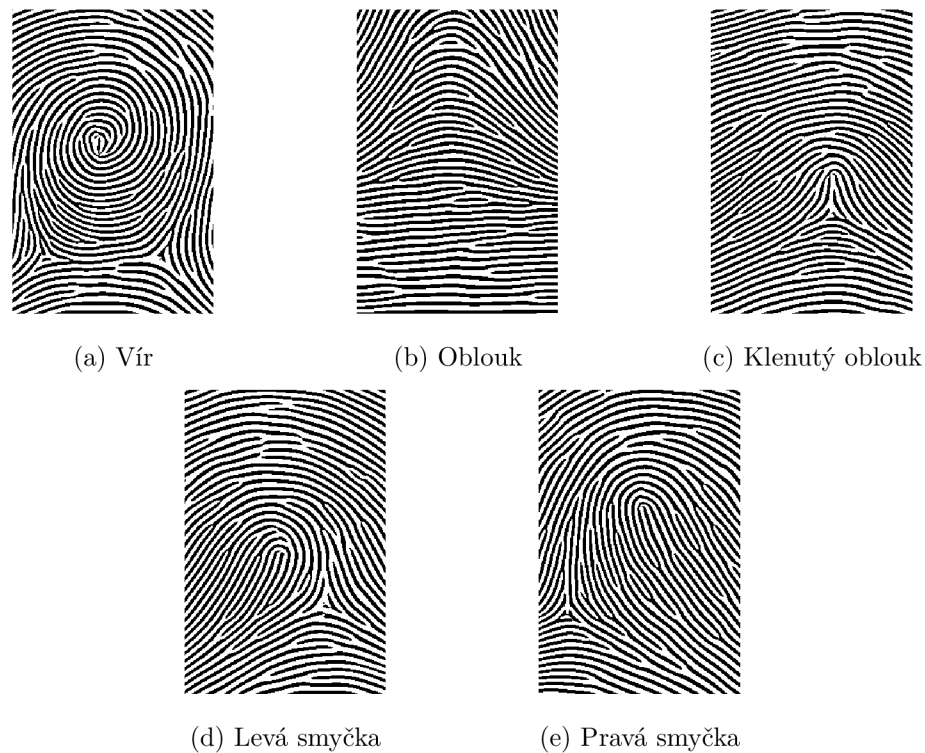 (a) Vír
(b) Oblouk
(c) Klenutý oblouk
(d) Levá smyčka
(e) Pravá smyčka